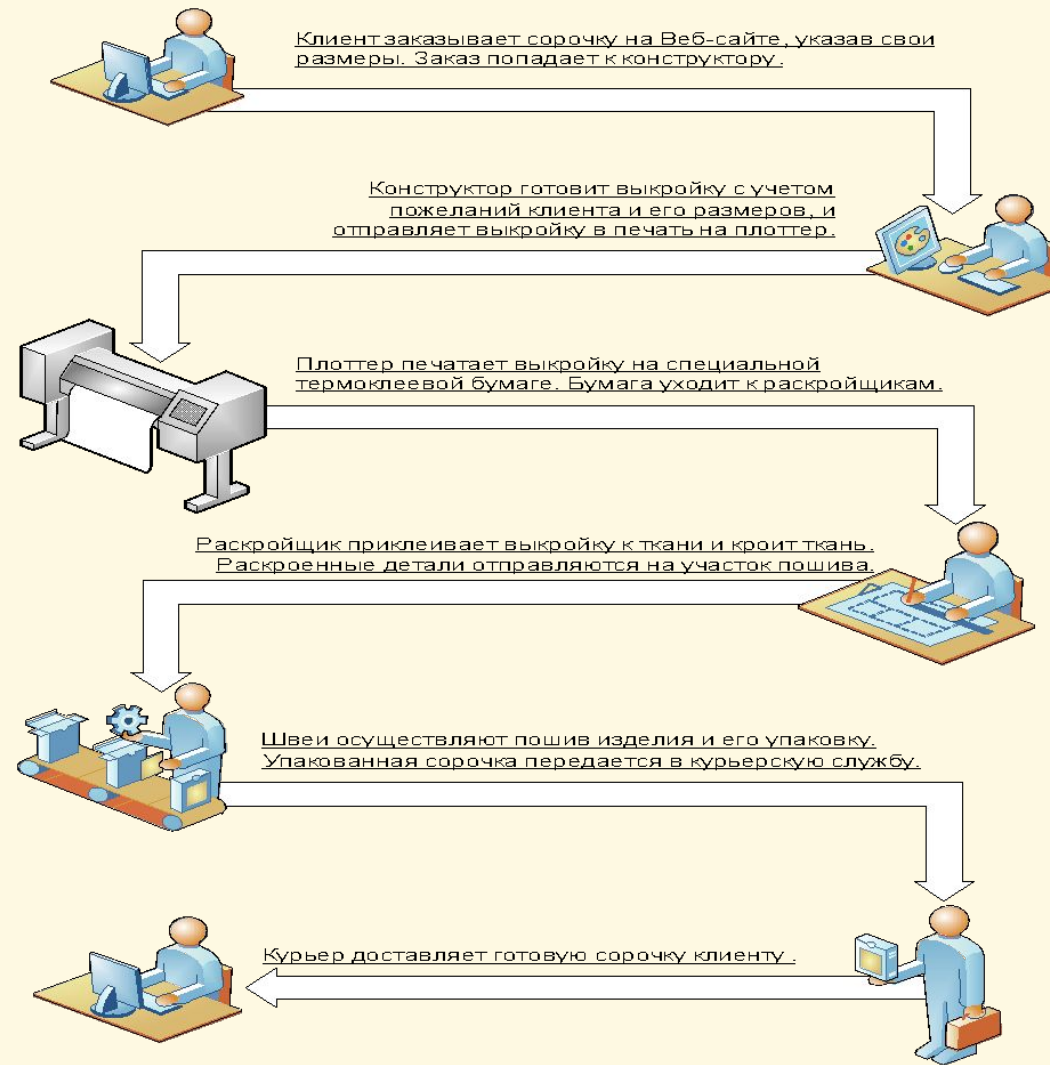 Клиент заказывает сорочку на Веб-сайте, указав свои
размеры. Заказ попадает к конструктору.
Конструктор готовит выкройку с учетом
пожеланий клиента и его размеров, и
отправляет выкройку в печать на плоттер.
Плоттер печатает выкройку на специальной
термоклеевой бумаге. Бумага уходит к раскройщикам.
Раскройщик приклеивает выкройку к ткани и кроит ткань.
Раскроенные детали отправляются на участок пошива.
Швеи осуществляют пошив изделия и его упаковку.
Упакованная сорочка передается в курьерскую службу.
Курьер доставляет готовую сорочку клиенту .